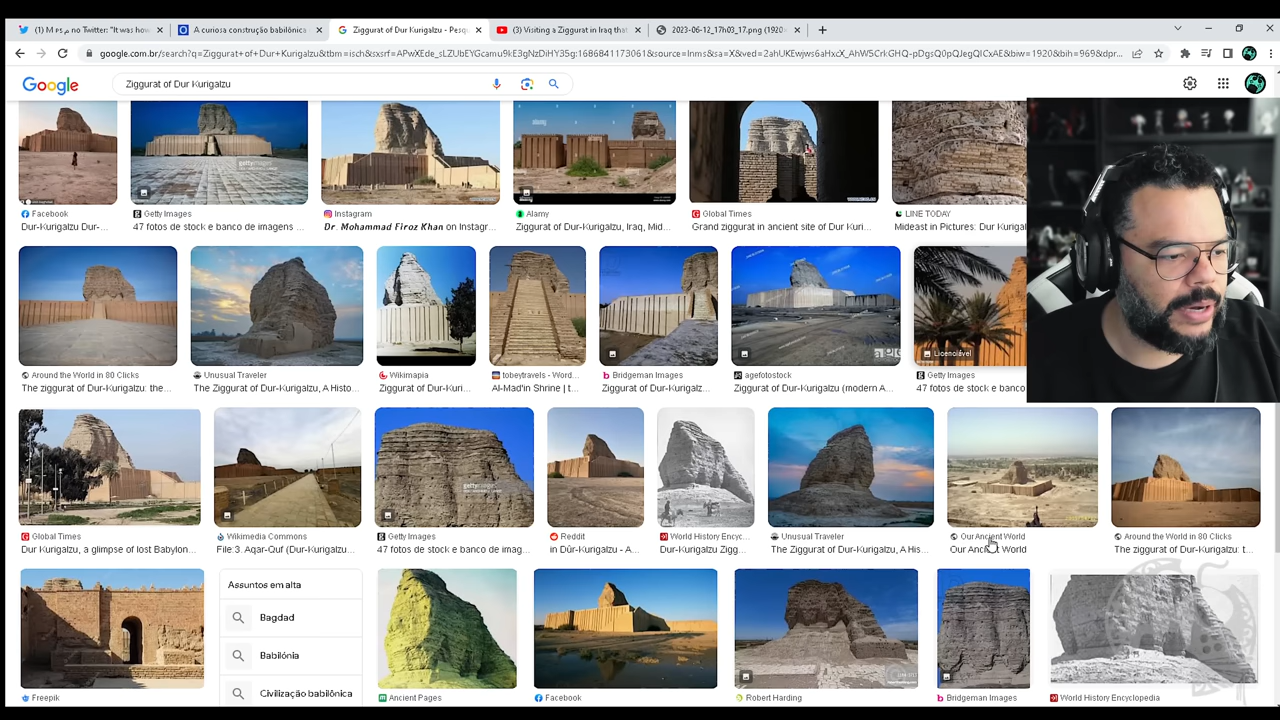 A curiosa construção babilônica
Ziggurat of Dur Kurigalzu - Pesq
(3) Visiting a Ziggurat in Iraq that
2023-06-12_17h03_17.png (1920×
Google
Ziggurat of Dur Kurigalzu
Facebook
Getty Images
Instagram
Alamy
Global Times
LINE TODAY
Dur-Kurigalzu Dur-...
47 fotos de stock e banco de imagens ...
Dr. Mohammad Firoz Khan on Instagr...
Ziggurat of Dur-Kurigalzu, Iraq, Mid...
Grand ziggurat in ancient site of Dur Kuri...
Mideast in Pictures: Dur Kurigal
Licenciável
Around the World in 80 Clicks
Unusual Traveler
Wikimapia
tobeytravels - Word...
Bridgeman Images
agefotostock
Getty Images
The ziggurat of Dur-Kurigalzu: the...
The Ziggurat of Dur-Kurigalzu, A Histo...
Ziggurat of Dur-Kuri...
Al-Mad'in Shrine | t...
Ziggurat of Dur-Kurigalz...
Ziggurat of Dur-Kurigalzu (modern A...
47 fotos de stock e banco
gettyimages
Global Times
Wikimedia Commons
Getty Images
Reddit
World History Encyc...
Unusual Traveler
Our Ancient World
Around the World in 80 Clicks
Dur Kurigalzu, a glimpse of lost Babylon...
File:3. Aqar-Quf (Dur-Kurigalzu...
47 fotos de stock e banco de imag...
in Dūr-Kurigalzu - A...
Dur-Kurigalzu Zigg...
The Ziggurat of Dur-Kurigalzu, A His...
Our Ancient World
The ziggurat of Dur-Kurigalzu: t...
Assuntos em alta
Bagdad
Babilónia
Civilização babilônica
Freepik
Ancient Pages
Facebook
Robert Harding
Bridgeman Images
World History Encyclopedia